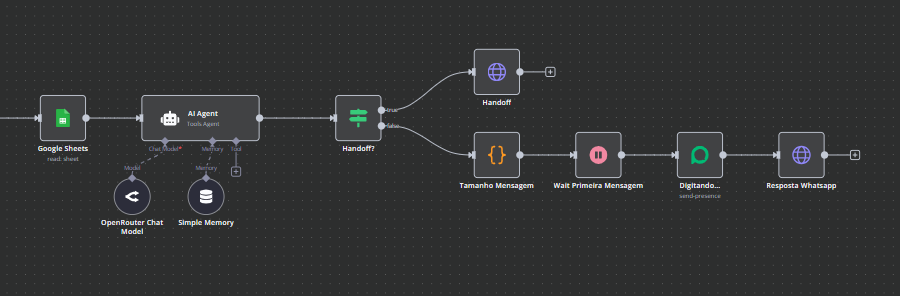 Handoff
Google Sheets
read: sheet
AI Agent
Tools Agent
Chat Model*
Memory
Tool
Model
Memory
OpenRouter Chat
Model
Simple Memory
Handoff?
true
false
Tamanho Mensagem
Wait Primeira Mensagem
Digitando...
send-presence
Resposta Whatsapp